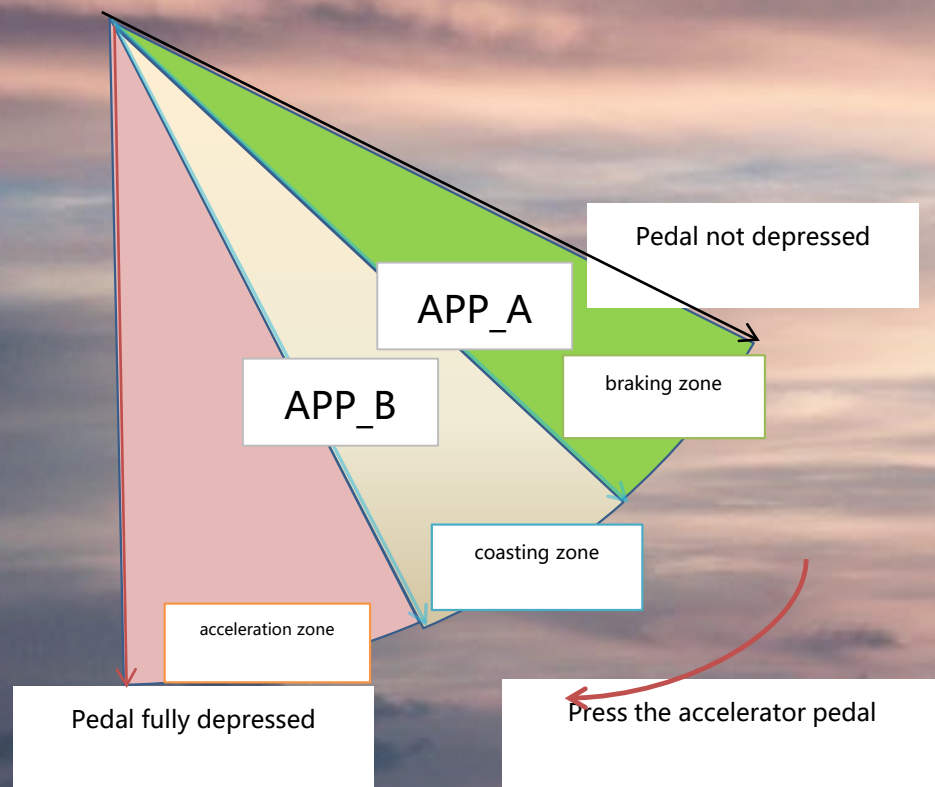 Pedal not depressed
APP_A
braking zone
APP_B
coasting zone
acceleration zone
Pedal fully depressed
Press the accelerator pedal